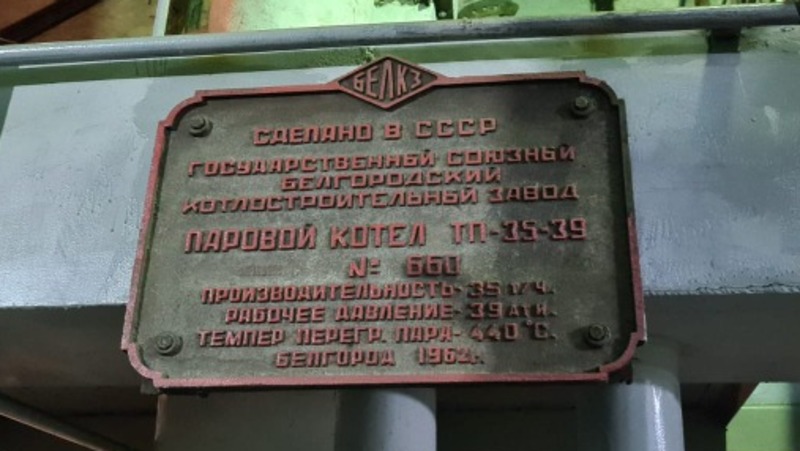 БЕЛКЗ
СДЕЛАНО В СССР
ГОСУДАРСТВЕННЫЙ СОЮЗНЫЙ
БЕЛГОРОДСКИЙ
КОТЛОСТРОИТЕЛЬНЫЙ ЗАВОД
ПАРОВОЙ КОТЕЛ ТП-35-39
№ 660
ПРОИЗВОДИТЕЛЬНОСТЬ-35 Т/Ч.
РАБОЧЕЕ ДАВЛЕНИЕ-39 АТИ.
ТЕМПЕР. ПЕРЕГР. ПАРА-440 °С.
БЕЛГОРОД 1962г.